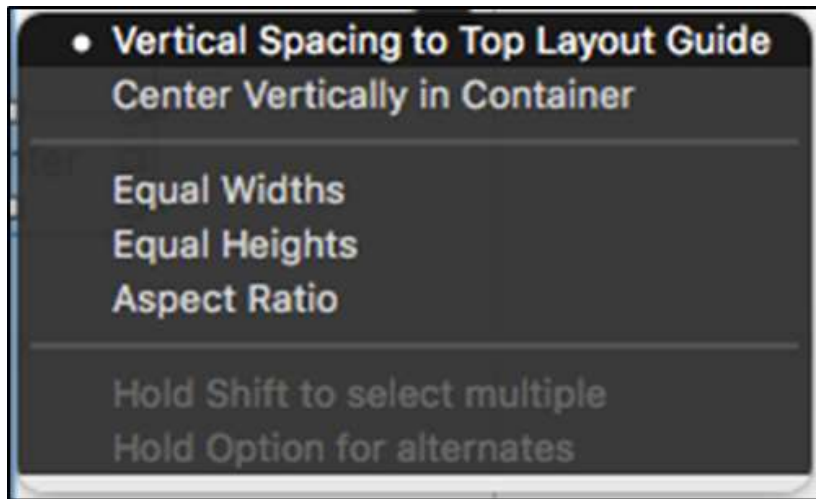 Vertical Spacing to Top Layout Guide
Center Vertically in Container
Equal Widths
Equal Heights
Aspect Ratio
Hold Shift to select multiple
Hold Option for alternates